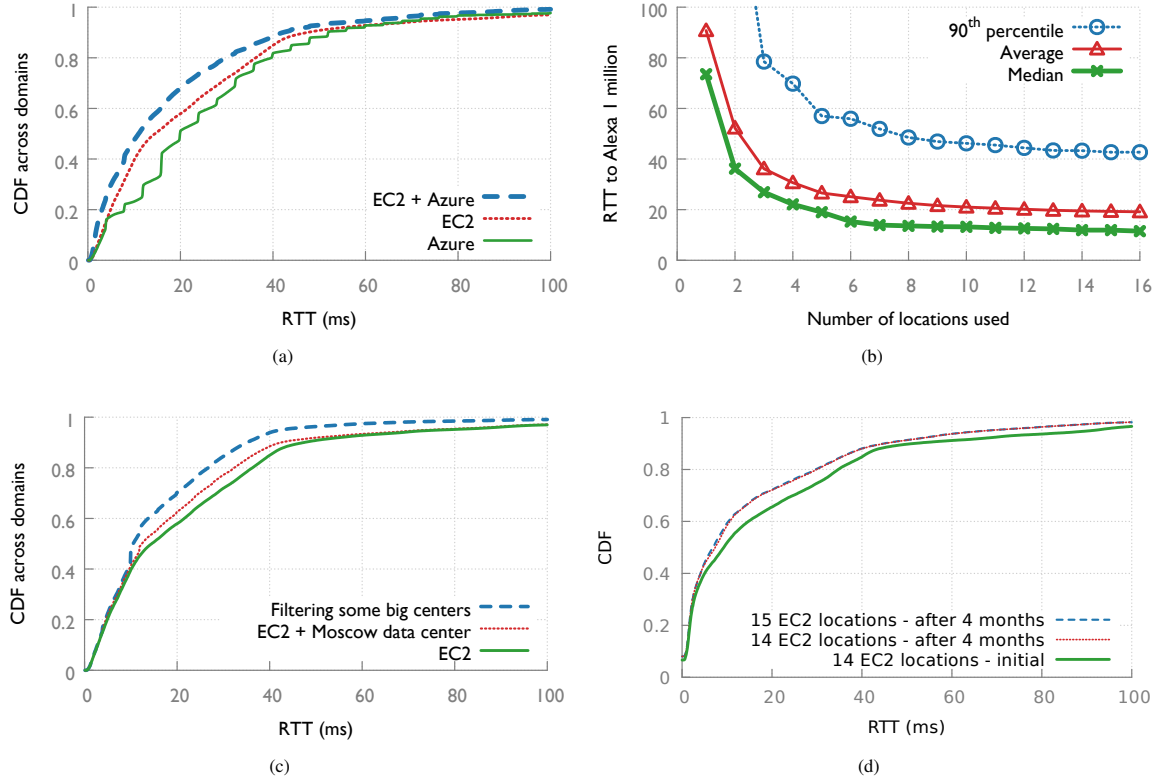 1
0.8
0.6
0.4
0.2
0
CDF across domains
EC2 + Azure
EC2
Azure
0 20 40 60 80 100
RTT (ms)
(a)
100
80
60
40
20
0
RTT to Alexa 1 million
90th percentile
Average
Median
0 2 4 6 8 10 12 14 16
Number of locations used
(b)
1
0.8
0.6
0.4
0.2
0
CDF across domains
Filtering some big centers
EC2 + Moscow data center
EC2
0 20 40 60 80 100
RTT (ms)
(c)
1
0.8
0.6
0.4
0.2
0
CDF
15 EC2 locations - after 4 months
14 EC2 locations - after 4 months
14 EC2 locations - initial
0 20 40 60 80 100
RTT (ms)
(d)